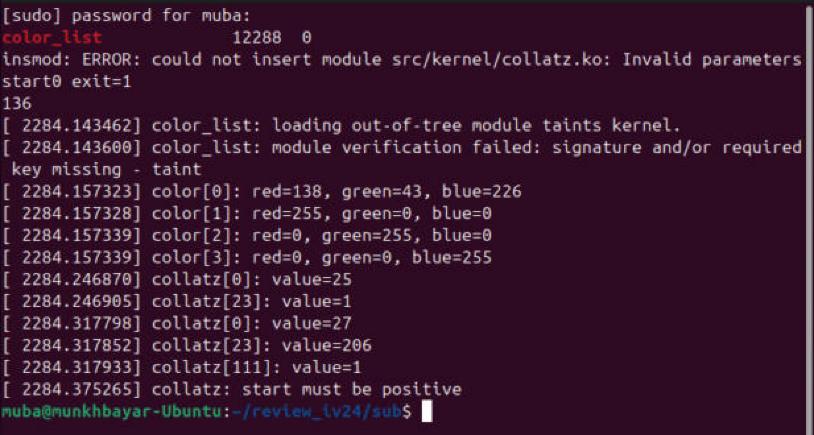 [sudo] password for muba:
color_list             12288  0
insmod: ERROR: could not insert module src/kernel/collatz.ko: Invalid parameters
start0 exit=1
136
[ 2284.143462] color_list: loading out-of-tree module taints kernel.
[ 2284.143600] color_list: module verification failed: signature and/or required
 key missing - taint
[ 2284.157323] color[0]: red=138, green=43, blue=226
[ 2284.157328] color[1]: red=255, green=0, blue=0
[ 2284.157339] color[2]: red=0, green=255, blue=0
[ 2284.157339] color[3]: red=0, green=0, blue=255
[ 2284.246870] collatz[0]: value=25
[ 2284.246905] collatz[23]: value=1
[ 2284.317798] collatz[0]: value=27
[ 2284.317852] collatz[23]: value=206
[ 2284.317933] collatz[111]: value=1
[ 2284.375265] collatz: start must be positive
muba@munkhbayar-Ubuntu:~/review_iv24/sub$